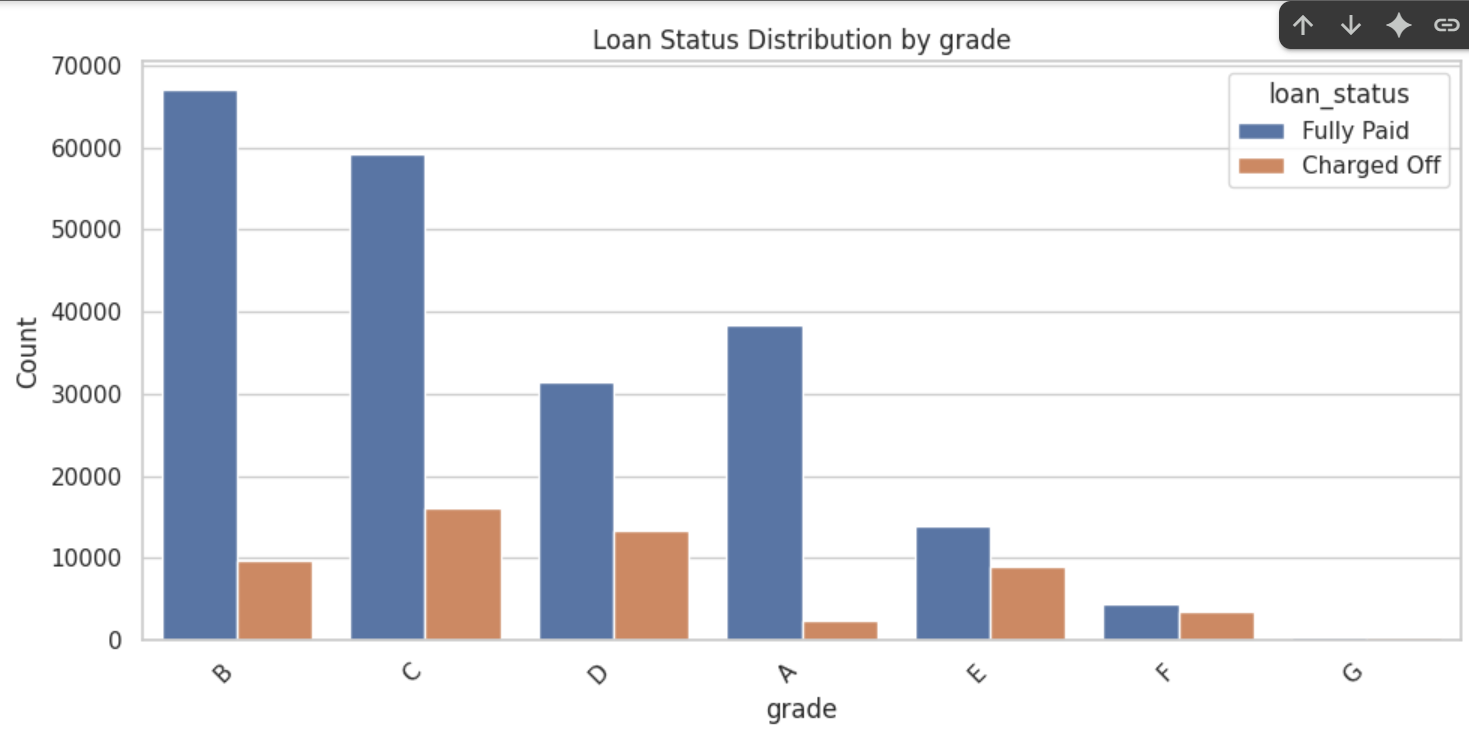 Loan Status Distribution by grade
70000
60000
50000
40000
30000
20000
10000
0
Count
loan_status
Fully Paid
Charged Off
B
C
D
A
E
F
G
grade